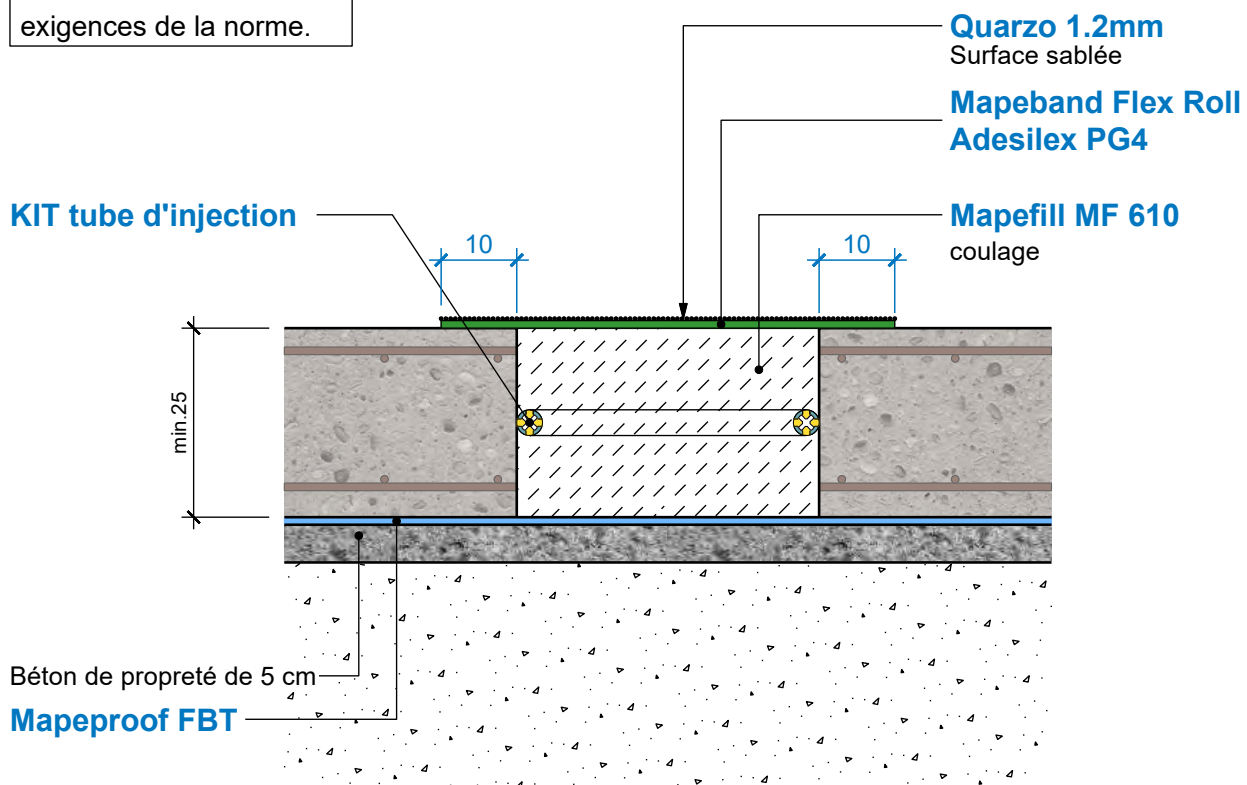 exigences de la norme.
Quarzo 1.2mm
Surface sablée
Mapeband Flex Roll
Adesilex PG4
KIT tube d'injection
Mapefill MF 610
coulage
10
10
min.25
Béton de propreté de 5 cm
Mapeproof FBT